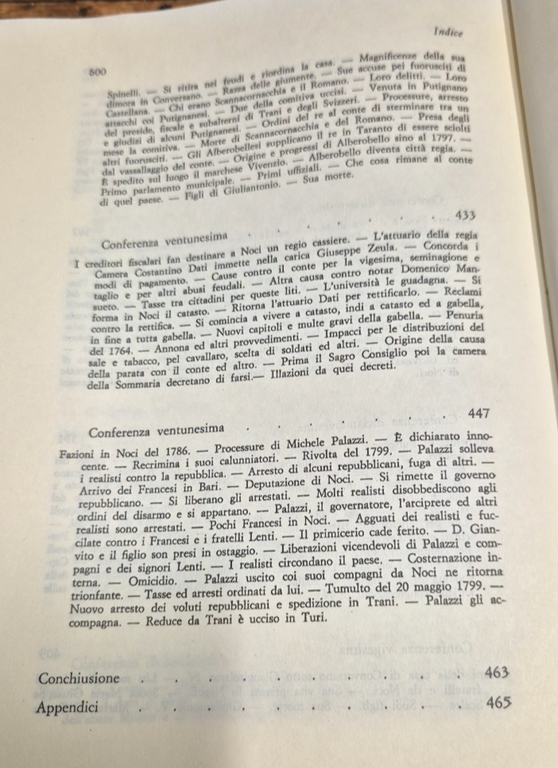 Indice
500
Spinelli. — Si ritira nei feudi e riordina la casa. — Magnificenze della sua
dimora in Conversano. — Razza delle giumente. — Sue accuse pei fuorusciti di
Castellana. — Chi erano Scannacornacchia e il Romano. — Loro delitti. — Loro
attacchi coi Putignanesi. — Due della comitiva uccisi. — Venuta in Putignano
del preside, fiscale e subalterni di Trani e degli Svizzeri. — Processure, arresto
e giudizi di alcuni Putignanesi. — Ordini del re al conte di sterminare tra un
mese la comitiva. — Morte di Scannacornacchia e del Romano. — Presa degli
altri fuorusciti. — Gli Alberobellesi supplicano il re in Taranto di essere sciolti
dal vassallaggio del conte. — Origine e progressi di Alberobello sino al 1797. —
È spedito sul luogo il marchese Vivenzio. — Alberobello diventa città regia. —
Primo parlamento municipale. — Primi uffiziali. — Che cosa rimane al conte
di quel paese. — Figli di Giuliantonio. — Sua morte.
Conferenza ventunesima . . . . . . . 433
I creditori fiscalari fan destinare a Noci un regio cassiere. — L'attuario della regia
Camera Costantino Dati immette nella carica Giuseppe Zeula. — Concorda i
modi di pagamento. — Cause contro il conte per la vigesima, seminagione e
taglio e per altri abusi feudali. — Altra causa contro notar Domenico Man-
sueto. — Tasse tra cittadini per queste liti. — L'università le guadagna. — Si
forma in Noci il catasto. — Ritorna l'attuario Dati per rettificarlo. — Reclami
contro la rettifica. — Si comincia a vivere a catasto, indi a catasto ed a gabella,
in fine a tutta gabella. — Nuovi capitoli e multe gravi della gabella. — Penuria
del 1764. — Annona ed altri provvedimenti. — Impacci per le distribuzioni del
sale e tabacco, pel cavallaro, scelta di soldati ed altri. — Origine della causa
della parata con il conte ed altro. — Prima il Sagro Consiglio poi la camera
della Sommaria decretano di farsi.— Illazioni da quei decreti.
Conferenza ventunesima . . . . . . . 447
Fazioni in Noci del 1786. — Processure di Michele Palazzi. — È dichiarato inno-
cente. — Recrimina i suoi calunniatori. — Rivolta del 1799. — Palazzi solleva
i realisti contro la repubblica. — Arresto di alcuni repubblicani, fuga di altri. —
Arrivo dei Francesi in Bari. — Deputazione di Noci. — Si rimette il governo
repubblicano. — Si liberano gli arrestati. — Molti realisti disobbediscono agli
ordini del disarmo e si appartano. — Palazzi, il governatore, l'arciprete ed altri
realisti sono arrestati. — Pochi Francesi in Noci. — Agguati dei realisti e fuc-
cilate contro i Francesi e i fratelli Lenti. — Il primicerio cade ferito. — D. Gian-
vito e il figlio son presi in ostaggio. — Liberazioni vicendevoli di Palazzi e com-
pagni e dei signori Lenti. — I realisti circondano il paese. — Costernazione in-
terna. — Omicidio. — Palazzi uscito coi suoi compagni da Noci ne ritorna
trionfante. — Tasse ed arresti ordinati da lui. — Tumulto del 20 maggio 1799. —
Nuovo arresto dei voluti repubblicani e spedizione in Trani. — Palazzi gli ac-
compagna. — Reduce da Trani è ucciso in Turi.
Conchiusione . . . . . . . . . . 463
Appendici . . . . . . . . . . 465